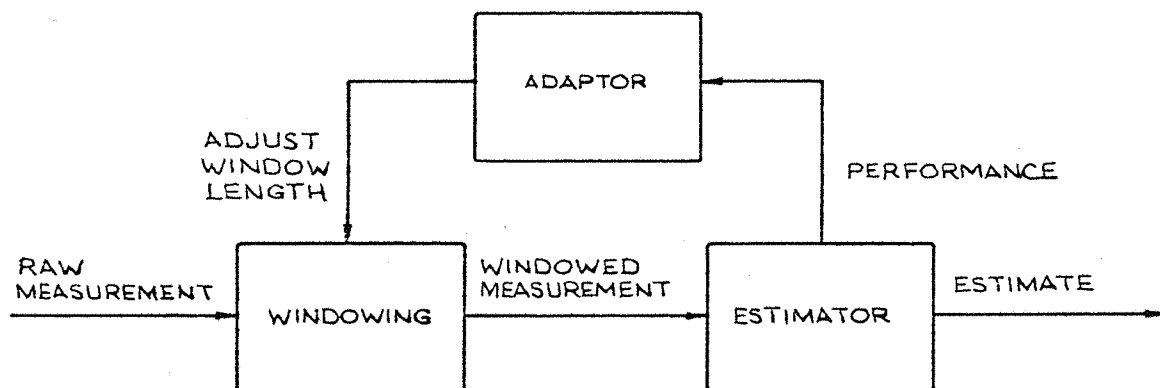 ADAPTOR
ADJUST
WINDOW
LENGTH
PERFORMANCE
RAW
MEASUREMENT
WINDOWING
WINDOWED
MEASUREMENT
ESTIMATOR
ESTIMATE